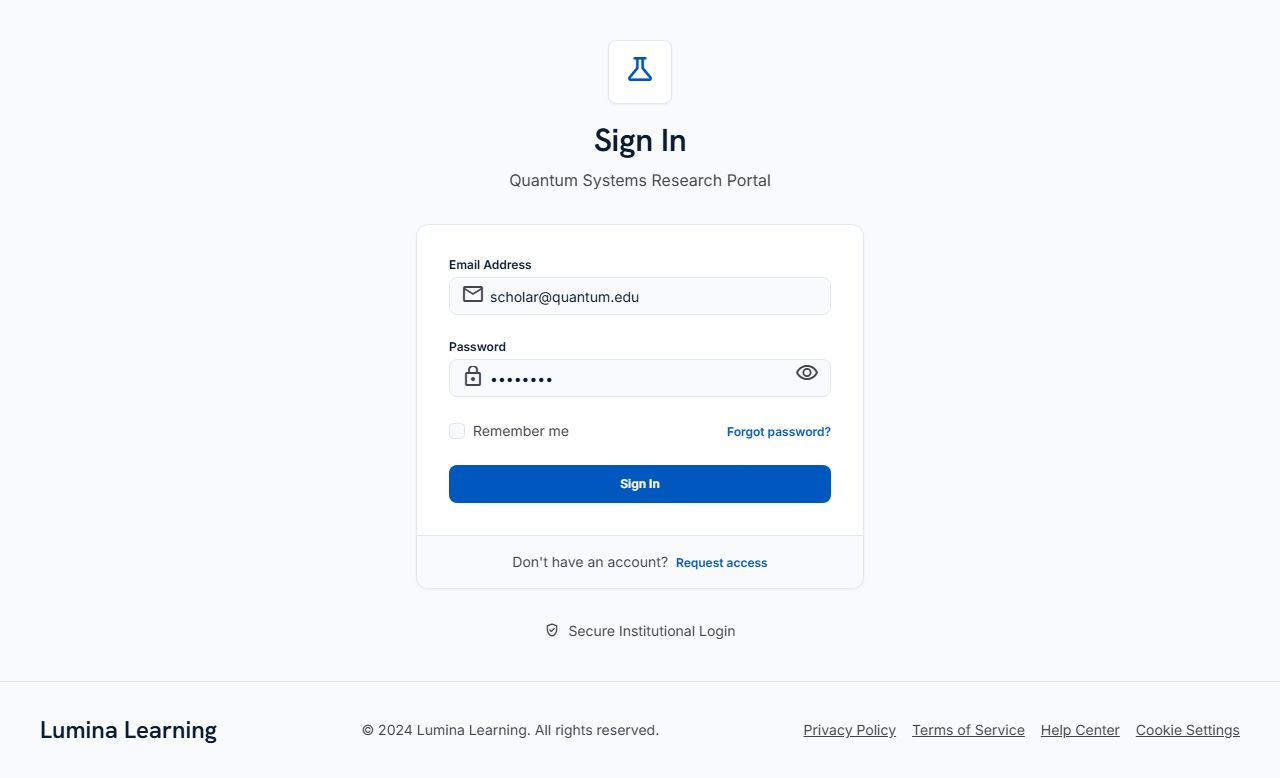 Sign In
Quantum Systems Research Portal
Email Address
scholar@quantum.edu
Password
••••••••
Remember me
Forgot password?
Sign In
Don't have an account? Request access
Secure Institutional Login
Lumina Learning
© 2024 Lumina Learning. All rights reserved.
Privacy Policy Terms of Service Help Center Cookie Settings